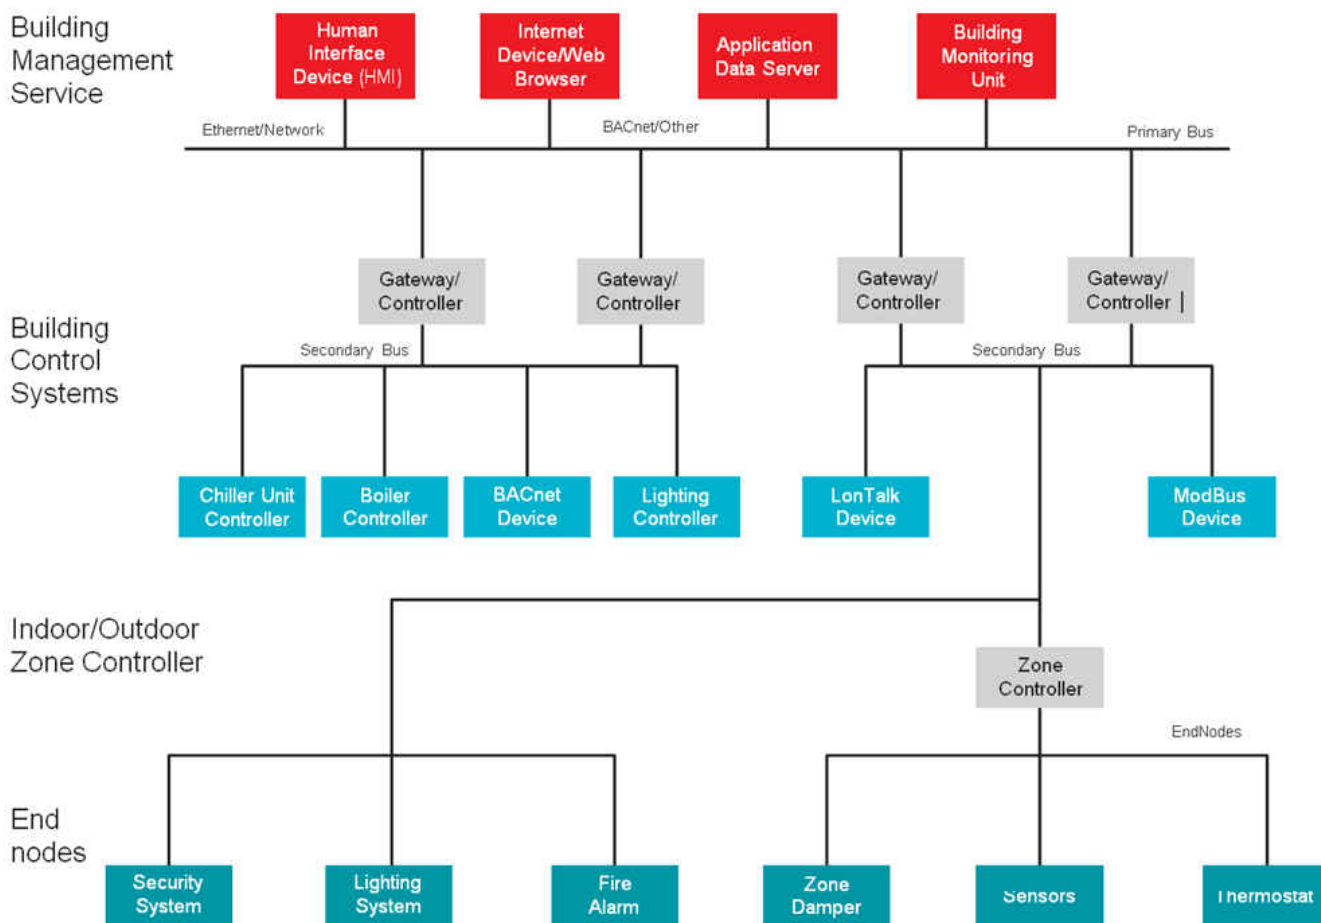 Building
Management
Service
Human
Interface
Device (HMI)
Internet
Device/Web
Browser
Application
Data Server
Building
Monitoring
Unit
Ethernet/Network
BACnet/Other
Primary Bus
Building
Control
Systems
Gateway/
Controller
Gateway/
Controller
Gateway/
Controller
Gateway/
Controller
Secondary Bus
Secondary Bus
Chiller Unit
Controller
Boiler
Controller
BACnet
Device
Lighting
Controller
LonTalk
Device
ModBus
Device
Indoor/Outdoor
Zone Controller
Zone
Controller
EndNodes
End
nodes
Security
System
Lighting
System
Fire
Alarm
Zone
Damper
Sensors
Thermostat